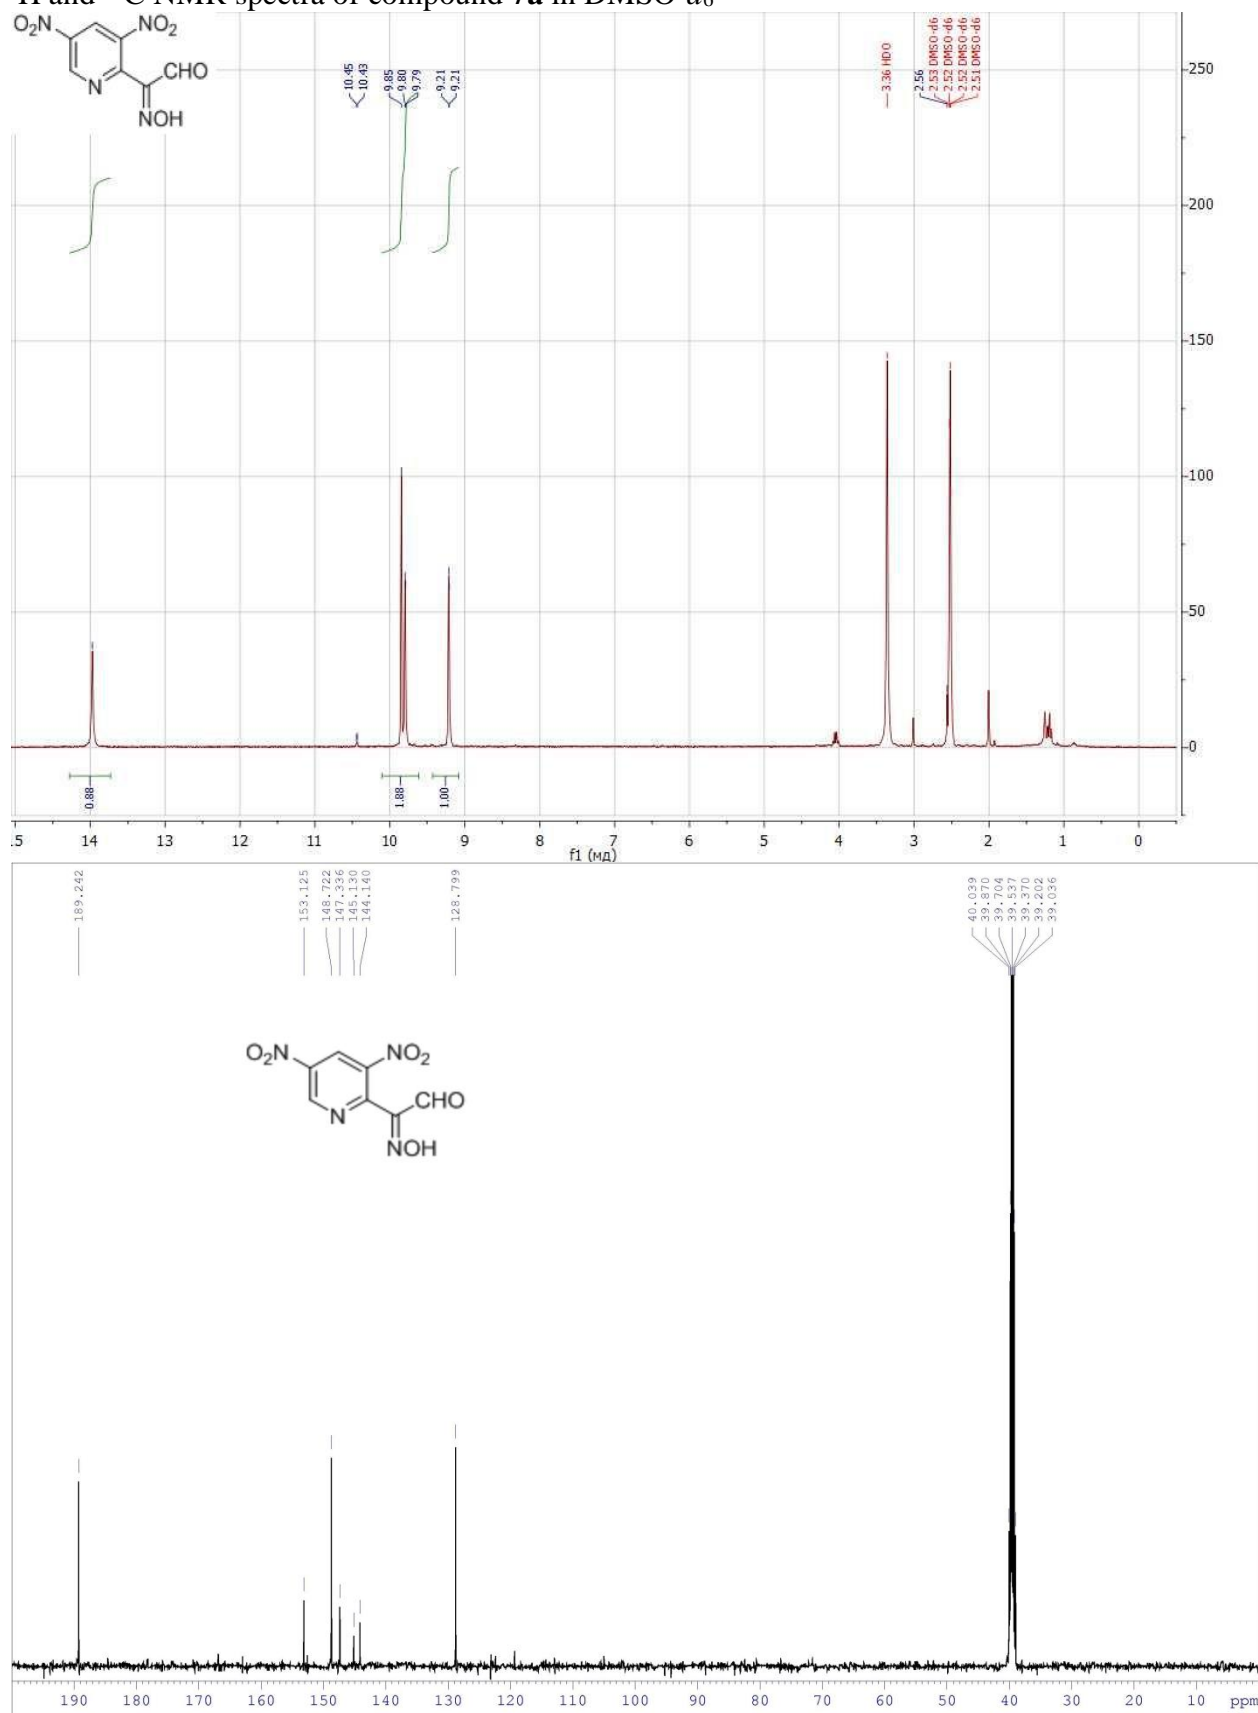 H and C NMR spectra of compound 7a in DMSO-d6
O2N
NO2
CHO
N
NOH
10.45
10.43
9.85
9.80
9.79
9.21
9.21
3.36 HDO
2.56
2.53 DMSO-d6
2.52 DMSO-d6
2.52 DMSO-d6
2.51 DMSO-d6
250
200
150
100
50
0
0.88
1.88
1.00
.5 14 13 12 11 10 9 8 7 6 5 4 3 2 1 0
f1 (мд)
189.242
153.125
148.722
147.336
145.130
144.140
128.799
40.039
39.870
39.704
39.537
39.370
39.202
39.036
O2N
NO2
CHO
N
NOH
190 180 170 160 150 140 130 120 110 100 90 80 70 60 50 40 30 20 10 ppm